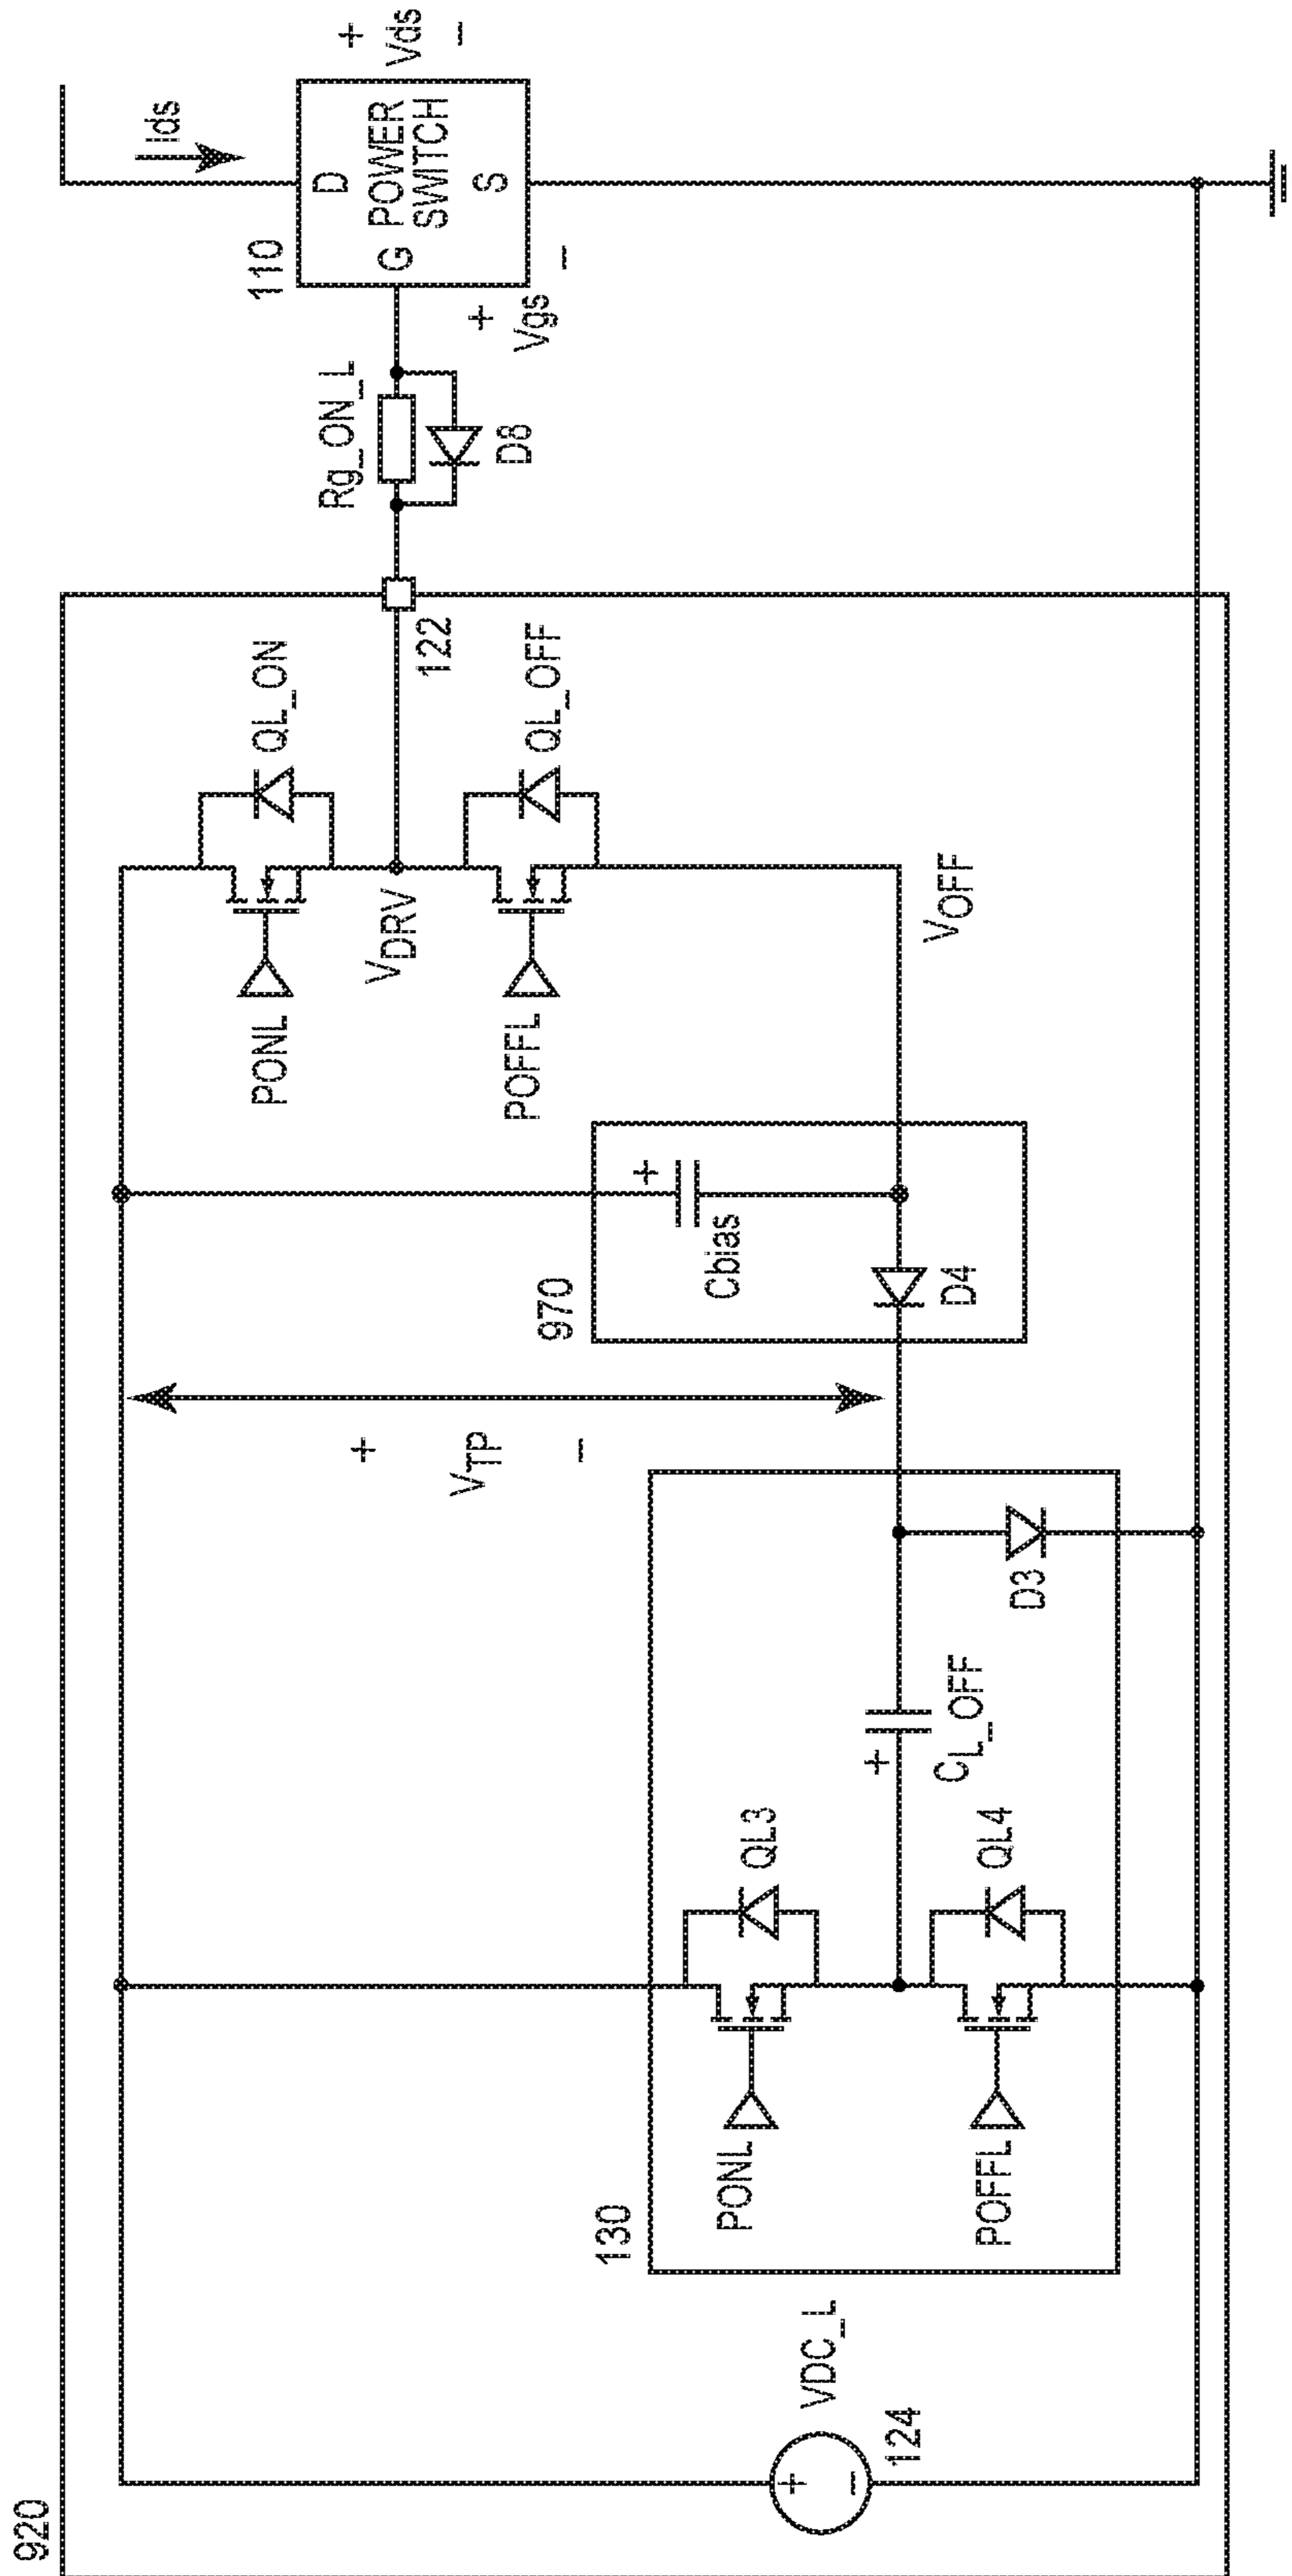 920
VDC_L
124
130
PONL
QL3
POFFL
QL4
+
CL_OFF
D3
+
VTP
−
970
+
Cbias
D4
VOFF
PONL
QL_ON
VDRV
POFFL
QL_OFF
122
Rg_ON_L
D8
110
G
D
POWER
SWITCH
S
+
Vgs
−
Ids
+
Vds
−
+
−